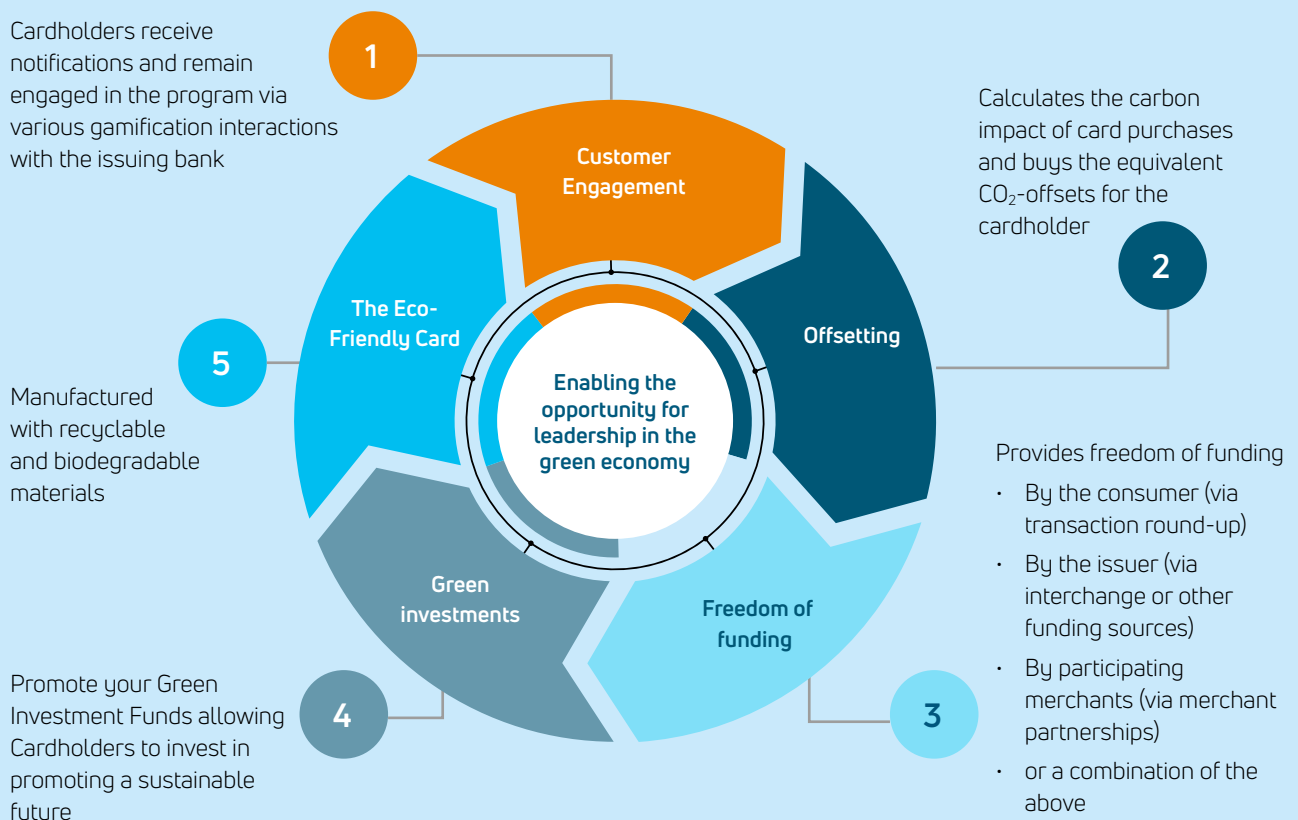 Cardholders receive
notifications and remain
engaged in the program via
various gamification interactions
with the issuing bank
1
Customer
Engagement
Calculates the carbon
impact of card purchases
and buys the equivalent
CO₂-offsets for the
cardholder
2
Offsetting
The Eco-
Friendly Card
5
Manufactured
with recyclable
and biodegradable
materials
Enabling the
opportunity for
leadership in the
green economy
Provides freedom of funding
• By the consumer (via
transaction round-up)
• By the issuer (via
interchange or other
funding sources)
• By participating
merchants (via merchant
partnerships)
• or a combination of the
above
3
Freedom of
funding
Green
investments
4
Promote your Green
Investment Funds allowing
Cardholders to invest in
promoting a sustainable
future